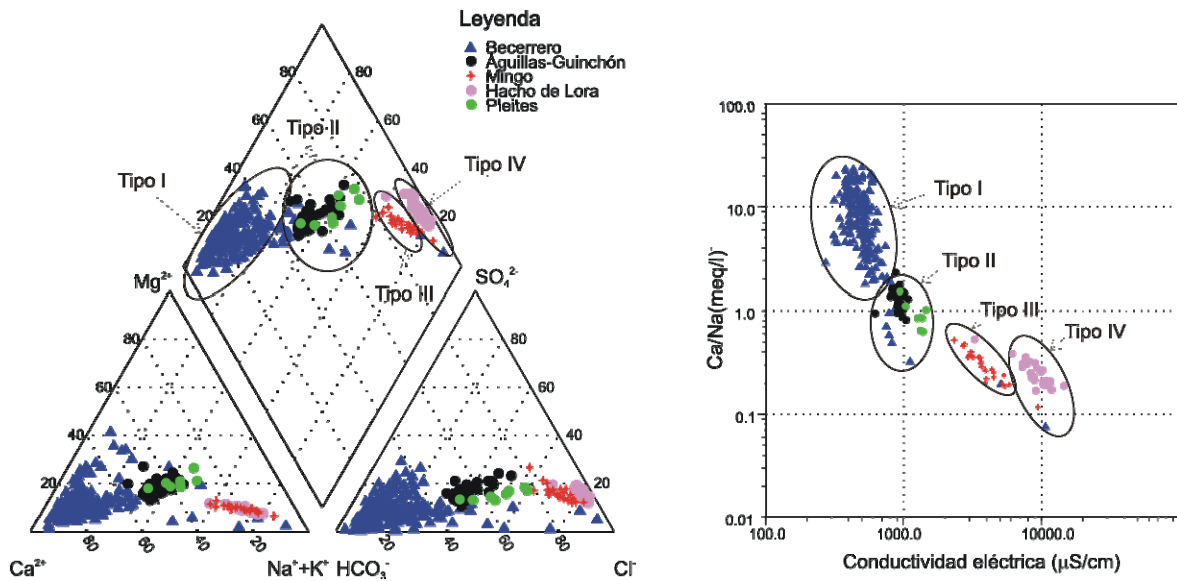 Leyenda
Becerrero
Aguillas-Guinchón
Mingo
Hacho de Lora
Pleites
80
80
60
60
Tipo II
40
40
Tipo IV
Tipo I
20
20
Tipo III
Mg²⁺
SO₄²⁻
80
80
60
60
40
40
20
20
80
60
40
20
80
60
40
20
Ca²⁺
Na⁺+K⁺
HCO₃⁻
Cl⁻
100.0
10.0
1.0
0.1
0.01
Ca/Na(meq/l)⁻
Tipo I
Tipo II
Tipo III
Tipo IV
100.0
1000.0
10000.0
Conductividad eléctrica (µS/cm)